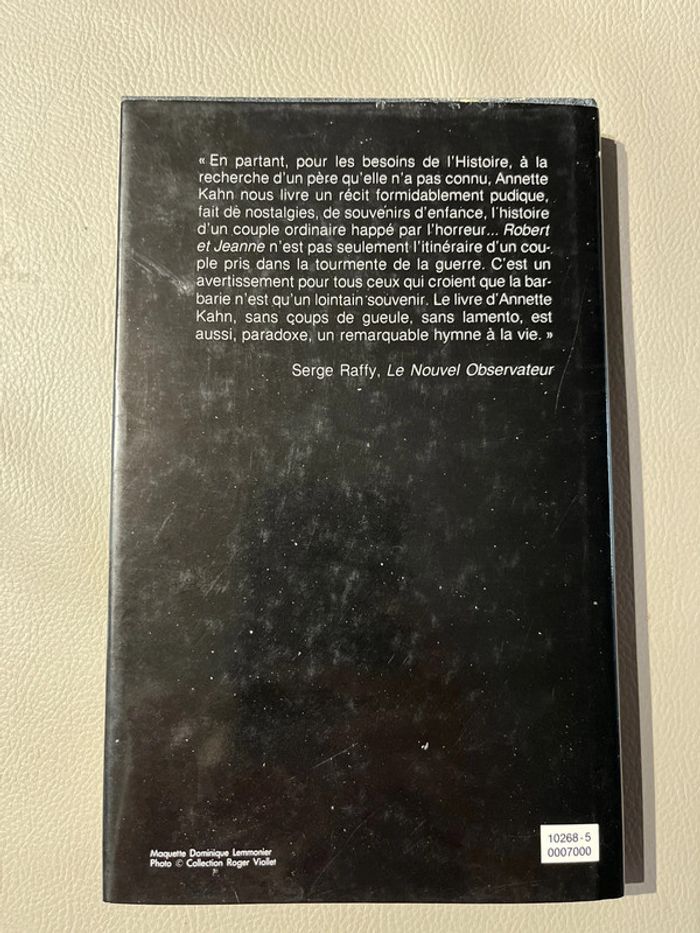 « En partant, pour les besoins de l'Histoire, à la
recherche d'un père qu'elle n'a pas connu, Annette
Kahn nous livre un récit formidablement pudique,
fait de nostalgies, de souvenirs d'enfance, l'histoire
d'un couple ordinaire happé par l'horreur... Robert
et Jeanne n'est pas seulement l'itinéraire d'un cou-
ple pris dans la tourmente de la guerre. C'est un
avertissement pour tous ceux qui croient que la bar-
barie n'est qu'un lointain souvenir. Le livre d'Annette
Kahn, sans coups de gueule, sans lamento, est
aussi, paradoxe, un remarquable hymne à la vie. »
Serge Raffy, Le Nouvel Observateur
Maquette Dominique Lemmonier
Photo © Collection Roger Viollet
10268-5
0007000